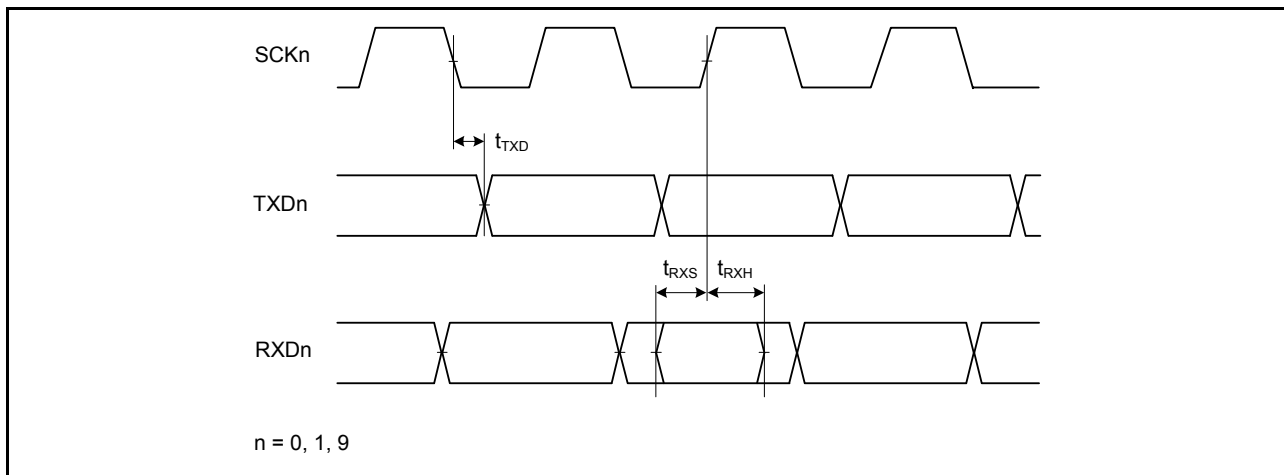 SCKn
tTXD
TXDn
tRXS tRXH
RXDn
n = 0, 1, 9